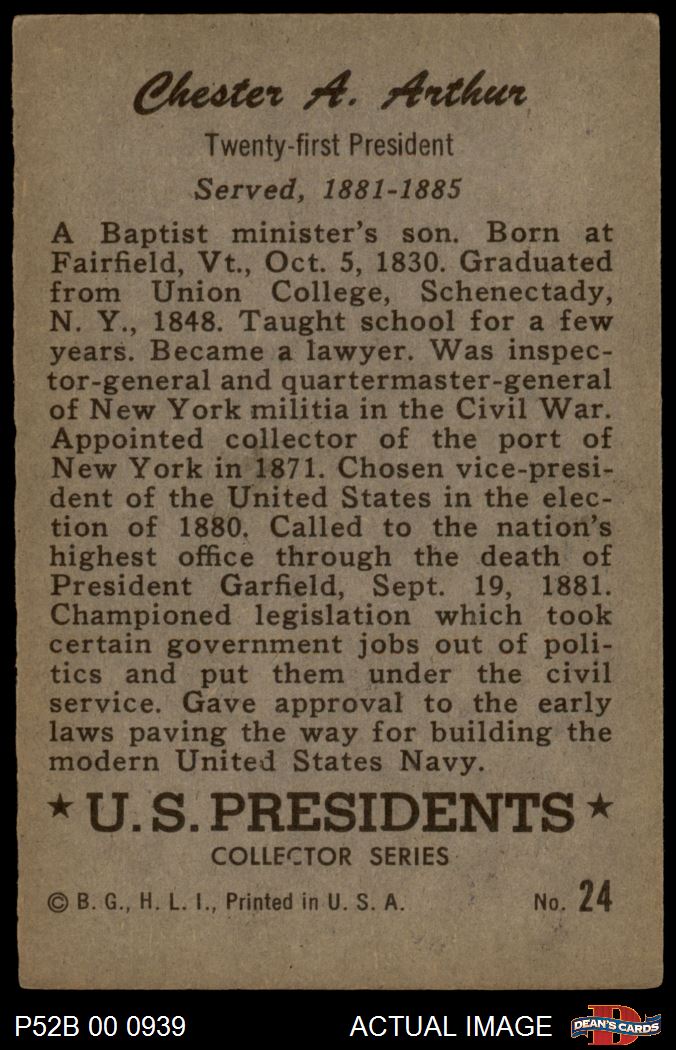 Chester A. Arthur
Twenty-first President
Served, 1881-1885
A Baptist minister's son. Born at
Fairfield, Vt., Oct. 5, 1830. Graduated
from Union College, Schenectady,
N. Y., 1848. Taught school for a few
years. Became a lawyer. Was inspec-
tor-general and quartermaster-general
of New York militia in the Civil War.
Appointed collector of the port of
New York in 1871. Chosen vice-presi-
dent of the United States in the elec-
tion of 1880. Called to the nation's
highest office through the death of
President Garfield, Sept. 19, 1881.
Championed legislation which took
certain government jobs out of poli-
tics and put them under the civil
service. Gave approval to the early
laws paving the way for building the
modern United States Navy.
★ U.S. PRESIDENTS ★
COLLECTOR SERIES
© B. G., H. L. I., Printed in U. S. A. No. 24
P52B 00 0939 ACTUAL IMAGE D DEAN'S CARDS